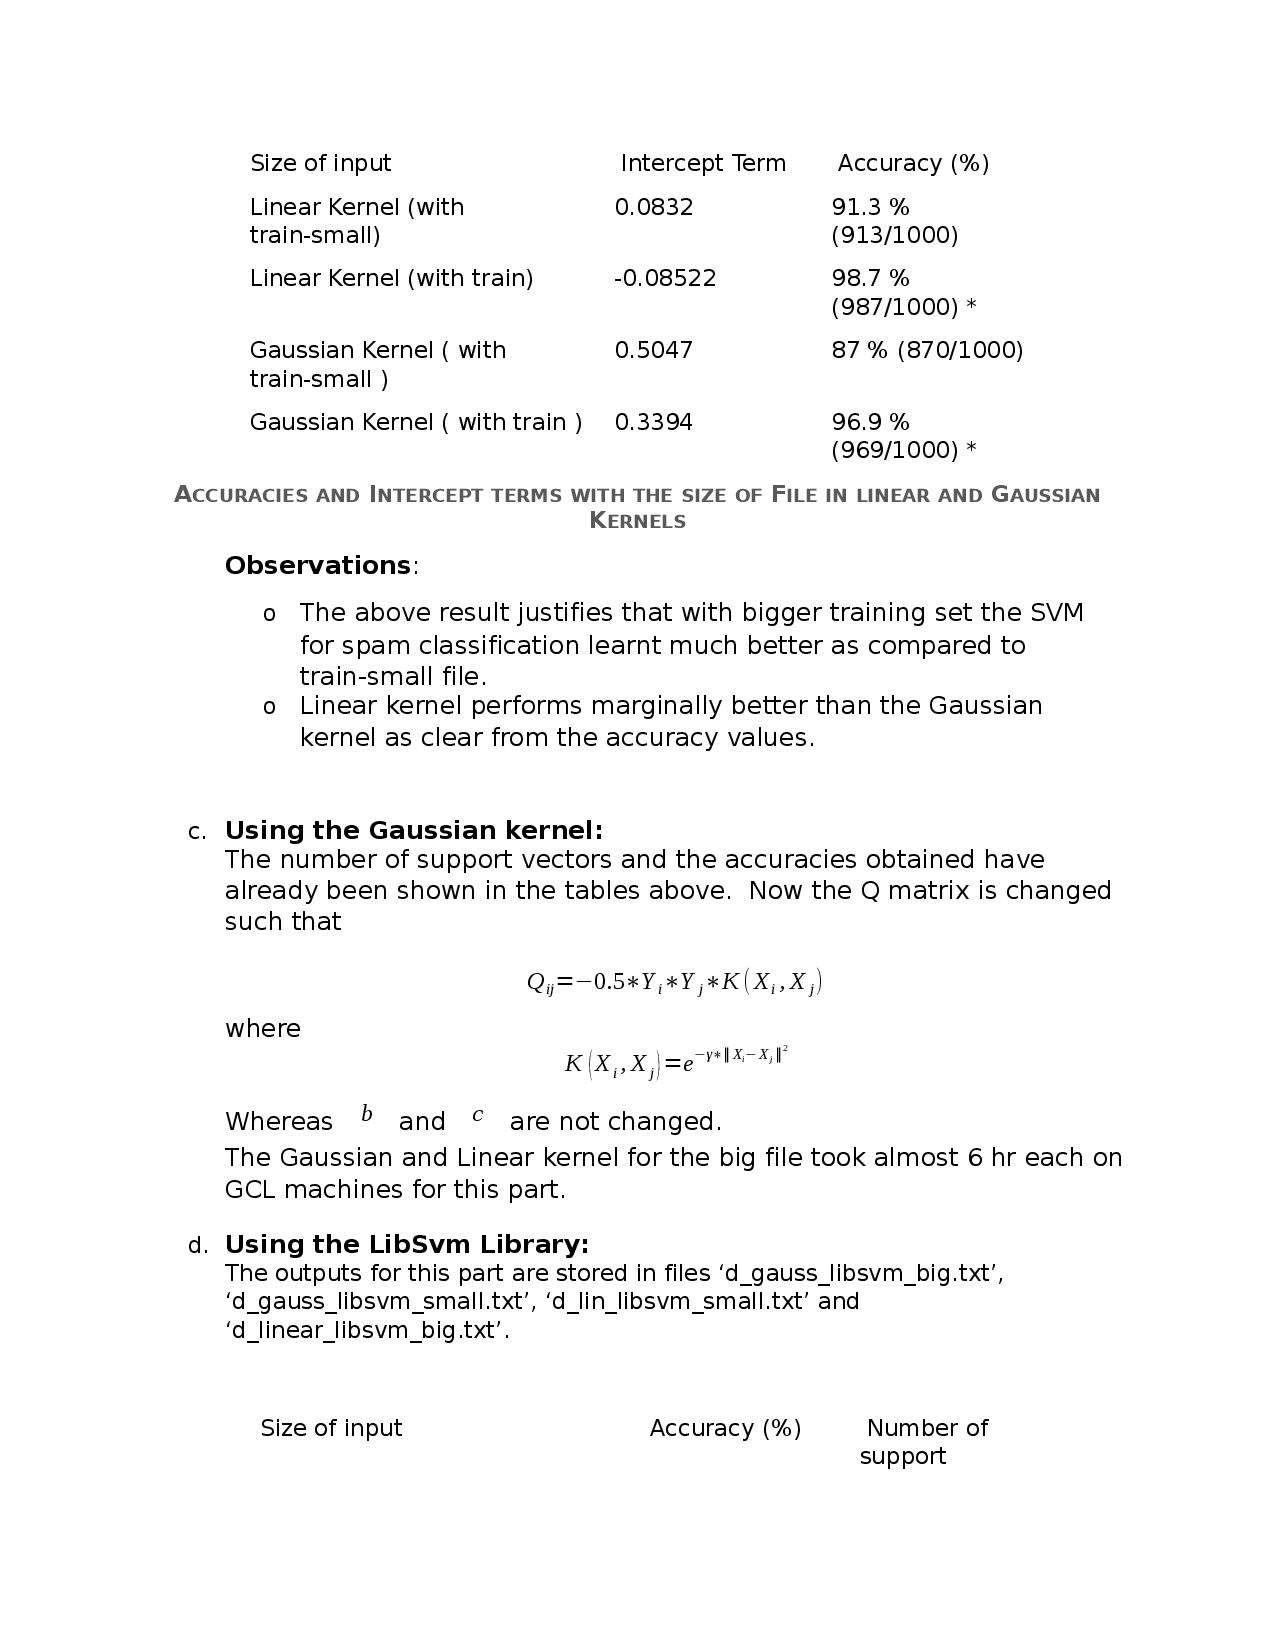 Size of input Intercept Term Accuracy (%)
Linear Kernel (with 0.0832 91.3 %
train-small) (913/1000)
Linear Kernel (with train) -0.08522 98.7 %
(987/1000) *
Gaussian Kernel ( with 0.5047 87 % (870/1000)
train-small )
Gaussian Kernel ( with train ) 0.3394 96.9 %
(969/1000) *
ACCURACIES AND INTERCEPT TERMS WITH THE SIZE OF FILE IN LINEAR AND GAUSSIAN
KERNELS
Observations:
o The above result justifies that with bigger training set the SVM
for spam classification learnt much better as compared to
train-small file.
o Linear kernel performs marginally better than the Gaussian
kernel as clear from the accuracy values.
c. Using the Gaussian kernel:
The number of support vectors and the accuracies obtained have
already been shown in the tables above. Now the Q matrix is changed
such that
Q_ij=−0.5∗Y_i∗Y_j∗K(X_i,X_j)
where
K(X_i,X_j)=e^{−γ∗‖X_i−X_j‖^2}
Whereas b and c are not changed.
The Gaussian and Linear kernel for the big file took almost 6 hr each on
GCL machines for this part.
d. Using the LibSvm Library:
The outputs for this part are stored in files ‘d_gauss_libsvm_big.txt’,
‘d_gauss_libsvm_small.txt’, ‘d_lin_libsvm_small.txt’ and
‘d_linear_libsvm_big.txt’.
Size of input Accuracy (%) Number of
support